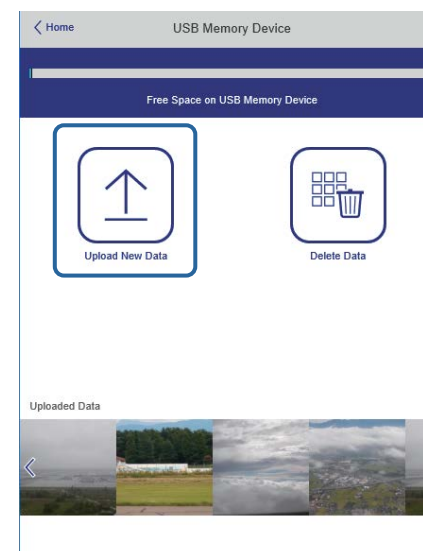 Home
USB Memory Device
Free Space on USB Memory Device
Upload New Data
Delete Data
Uploaded Data